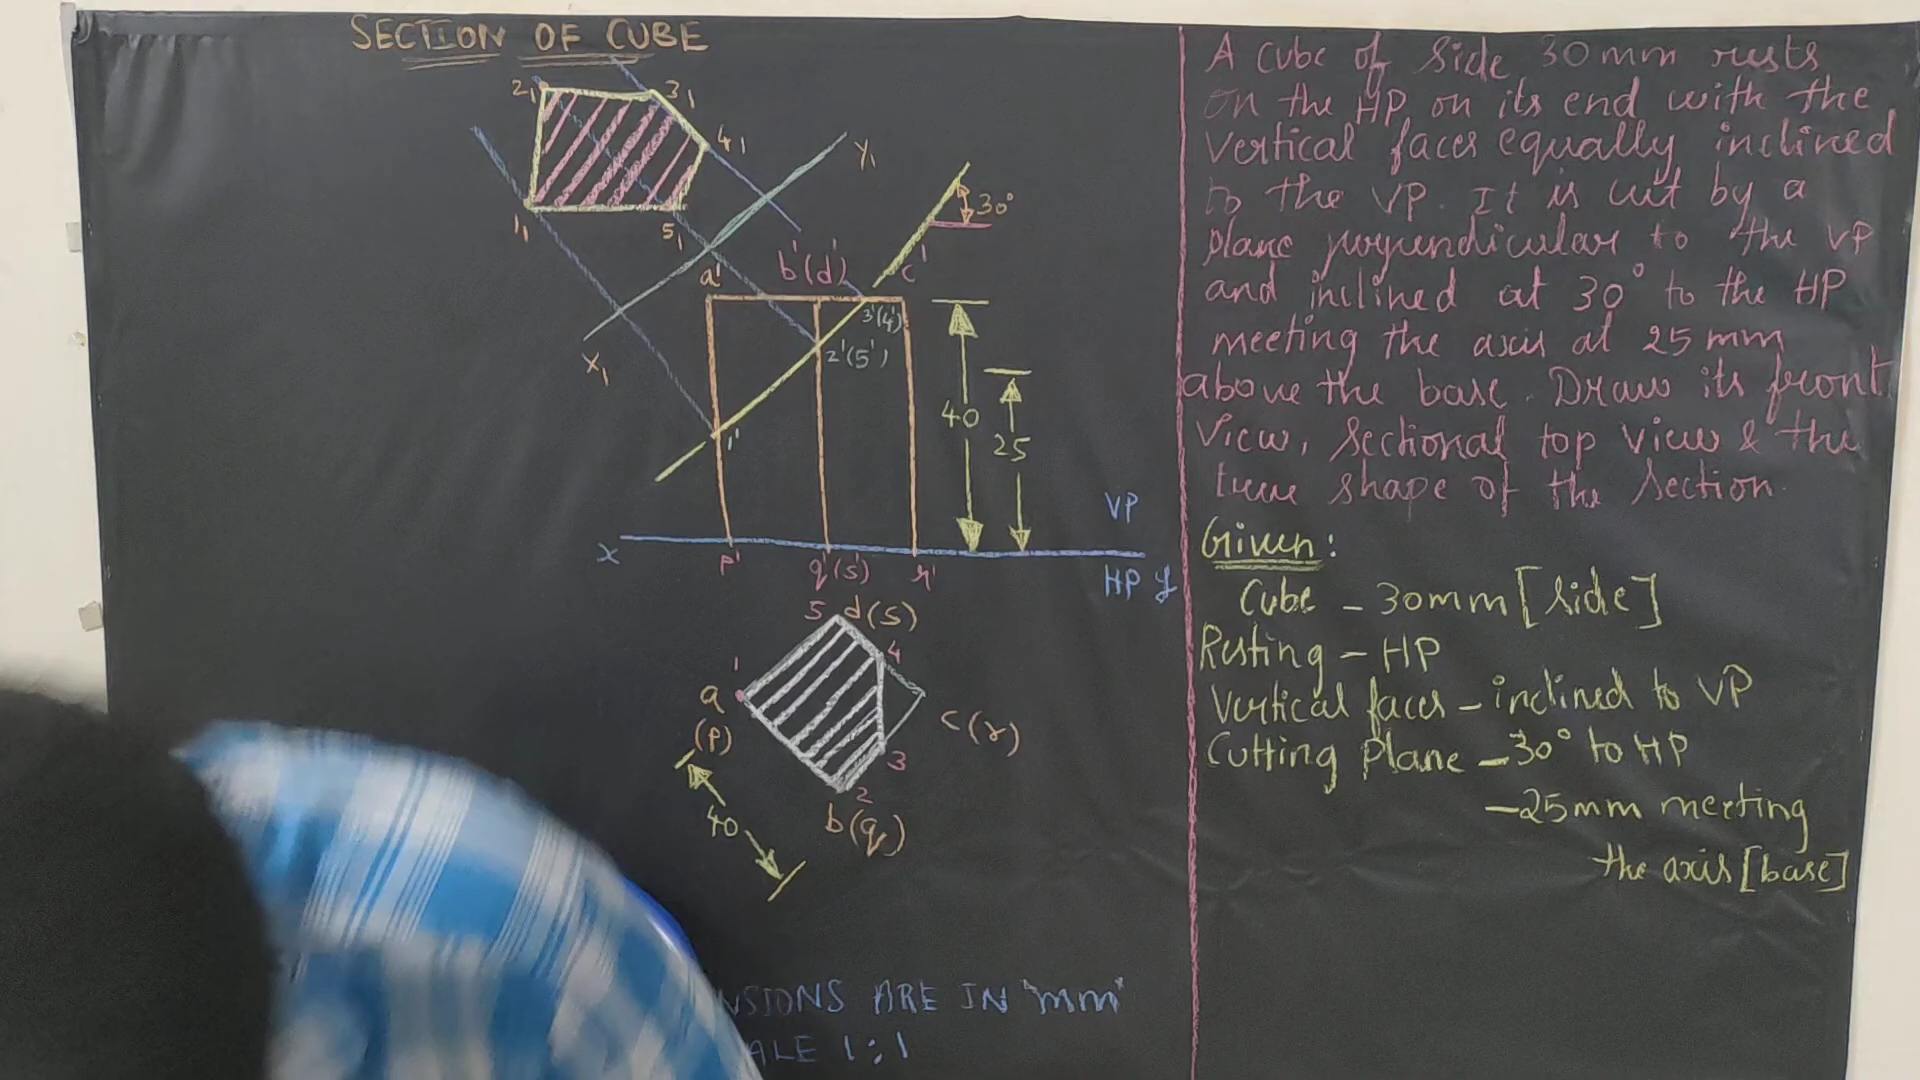 SECTION OF CUBE
2₁
3₁
4₁
1₁
5₁
X₁
Y₁
30°
a'
b'(d')
c'
3'(4')
2'(5')
1'
40
25
VP
X
HP y
p'
q'(s')
r'
5 d(s)
4
1
a
(p)
c(r)
3
2
b(q)
40
NSIONS ARE IN "mm"
ALE 1:1
A Cube of side 30mm rests
on the HP on its end with the
vertical faces equally inclined
to the VP. It is cut by a
plane perpendicular to the VP
and inclined at 30° to the HP
meeting the axis at 25mm
above the base. Draw its front
view, sectional top view & the
true shape of the section.
Given:
Cube - 30mm [side]
Resting - HP
Vertical faces - inclined to VP
Cutting Plane - 30° to HP
- 25mm meeting
the axis [base]